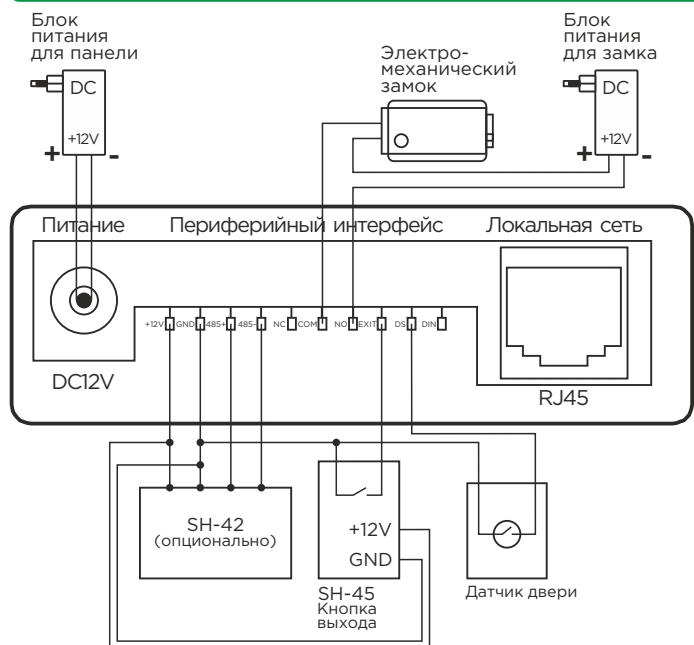 Блок
питания
для панели
Блок
питания
для замка
Электро-
механический
замок
DC
+12V
+ -
DC
+12V
+ -
Питание
Периферийный интерфейс
Локальная сеть
+12V GND 485+ 485- NC COM NO EXIT DS DIN
DC12V
RJ45
SH-42
(опционально)
+12V
GND
SH-45
Кнопка
выхода
Датчик двери